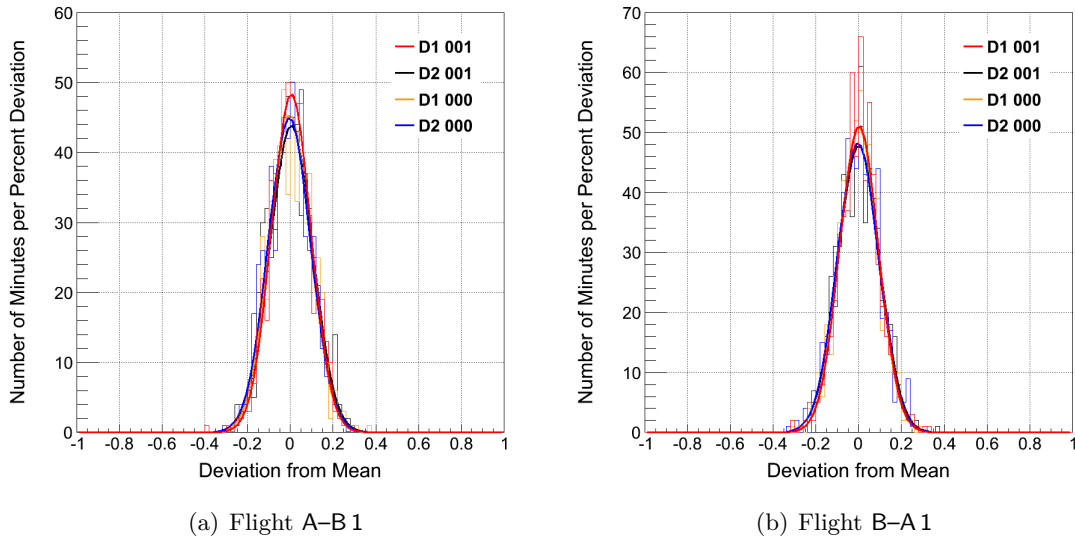 60
50
40
30
20
10
0
Number of Minutes per Percent Deviation
D1 001
D2 001
D1 000
D2 000
-1 -0.8 -0.6 -0.4 -0.2 0 0.2 0.4 0.6 0.8 1
Deviation from Mean
(a) Flight A–B 1
70
60
50
40
30
20
10
0
Number of Minutes per Percent Deviation
D1 001
D2 001
D1 000
D2 000
-1 -0.8 -0.6 -0.4 -0.2 0 0.2 0.4 0.6 0.8 1
Deviation from Mean
(b) Flight B–A 1